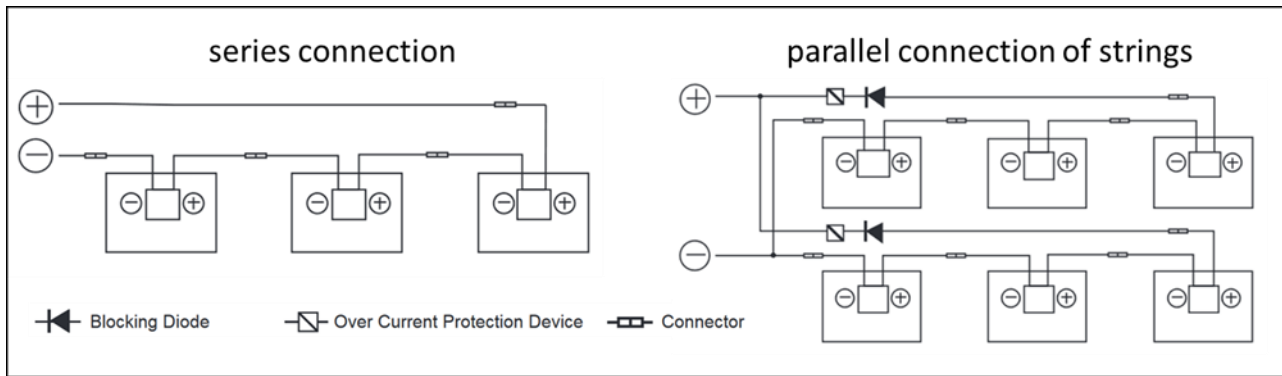 series connection
parallel connection of strings
+
−
− + − + − +
+
− + − + − +
−
− + − + − +
Blocking Diode Over Current Protection Device Connector